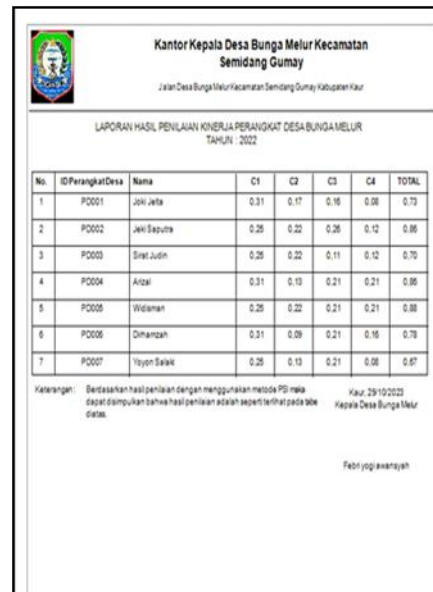 Kantor Kepala Desa Bunga Melur Kecamatan
Semidang Gumay
Jalan Desa Bunga Melur Kecamatan Semidang Gumay Kabupaten Kaur
LAPORAN HASIL PENILAIAN KINERJA PERANGKAT DESA BUNGA MELUR
TAHUN : 2022
No. ID Perangkat Desa Nama C1 C2 C3 C4 TOTAL
1 PD001 Joki Jelta 0,31 0,17 0,16 0,08 0,73
2 PD002 Jeki Saputra 0,25 0,22 0,26 0,12 0,86
3 PD003 Sirat Judin 0,25 0,22 0,11 0,12 0,70
4 PD004 Arizal 0,31 0,13 0,21 0,21 0,86
5 PD005 Widisman 0,25 0,22 0,21 0,21 0,88
6 PD006 Dimamzah 0,31 0,09 0,21 0,16 0,78
7 PD007 Yoyon Salaki 0,25 0,13 0,21 0,08 0,67
Keterangan : Berdasarkan hasil penilaian dengan menggunakan metode PSI maka
dapat disimpulkan bahwa hasil penilaian adalah seperti terlihat pada tabe
diatas.
Kaur, 29/10/2023
Kepala Desa Bunga Melur
Febri yogi awansyah